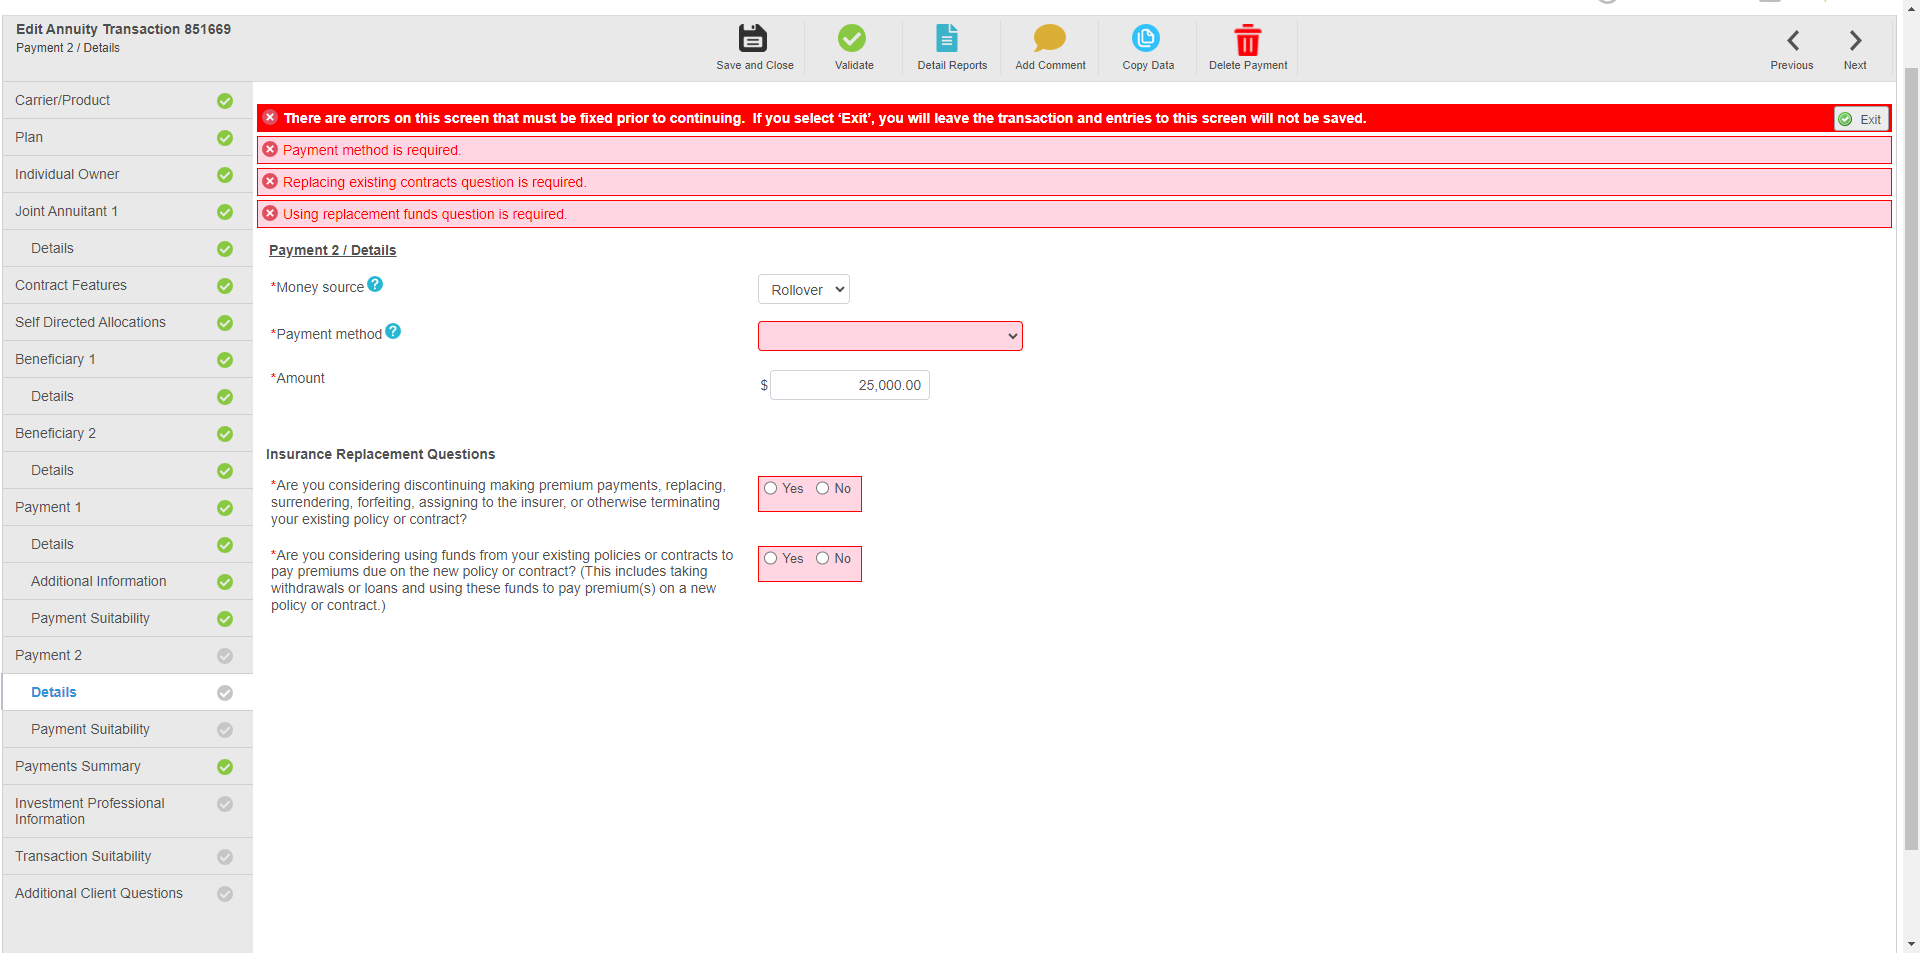 Edit Annuity Transaction 851669
Payment 2 / Details
Save and Close
Validate
Detail Reports
Add Comment
Copy Data
Delete Payment
Previous
Next
Carrier/Product
Plan
Individual Owner
Joint Annuitant 1
Details
Contract Features
Self Directed Allocations
Beneficiary 1
Details
Beneficiary 2
Details
Payment 1
Details
Additional Information
Payment Suitability
Payment 2
Details
Payment Suitability
Payments Summary
Investment Professional
Information
Transaction Suitability
Additional Client Questions
There are errors on this screen that must be fixed prior to continuing.  If you select ‘Exit’, you will leave the transaction and entries to this screen will not be saved.
Exit
Payment method is required.
Replacing existing contracts question is required.
Using replacement funds question is required.
Payment 2 / Details
*Money source ?
Rollover
*Payment method ?
*Amount
$ 25,000.00
Insurance Replacement Questions
*Are you considering discontinuing making premium payments, replacing,
surrendering, forfeiting, assigning to the insurer, or otherwise terminating
your existing policy or contract?
Yes No
*Are you considering using funds from your existing policies or contracts to
pay premiums due on the new policy or contract? (This includes taking
withdrawals or loans and using these funds to pay premium(s) on a new
policy or contract.)
Yes No